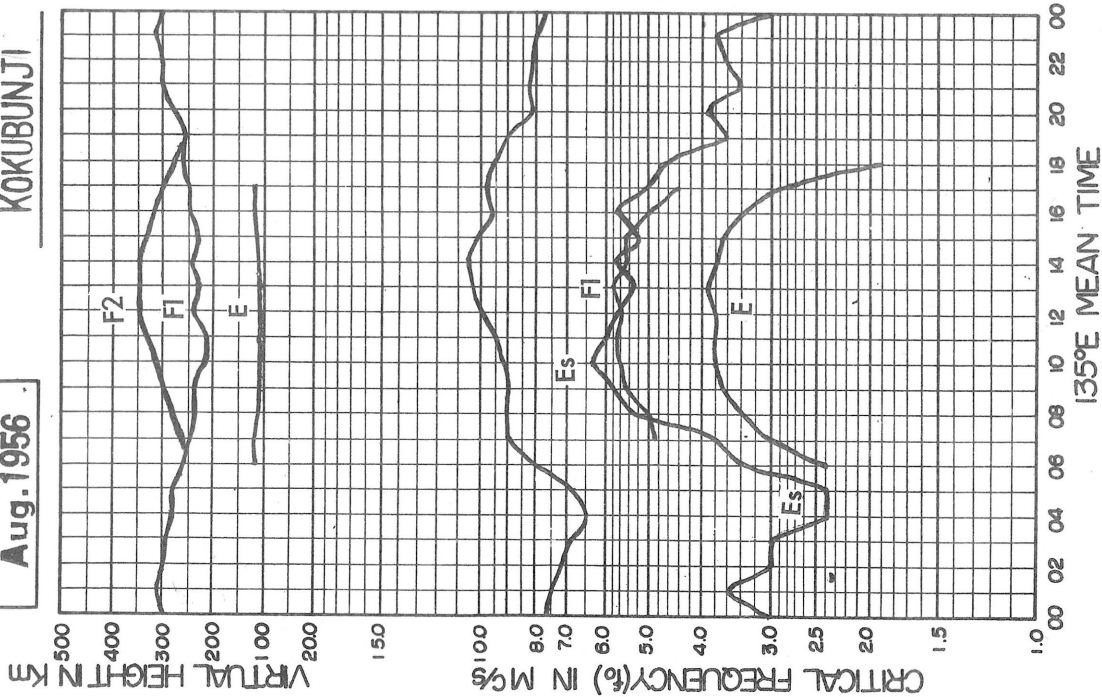 Aug. 1956
KOKUBUNJI
VIRTUAL HEIGHT IN Km
500
400
300
200
100
F2
F1
E
CRITICAL FREQUENCY (fo) IN MC/S
20.0
15.0
10.0
8.0
7.0
6.0
5.0
4.0
3.0
2.5
2.0
1.5
1.0
Es
F1
E
Es
00 02 04 06 08 10 12 14 16 18 20 22 00
135°E MEAN TIME